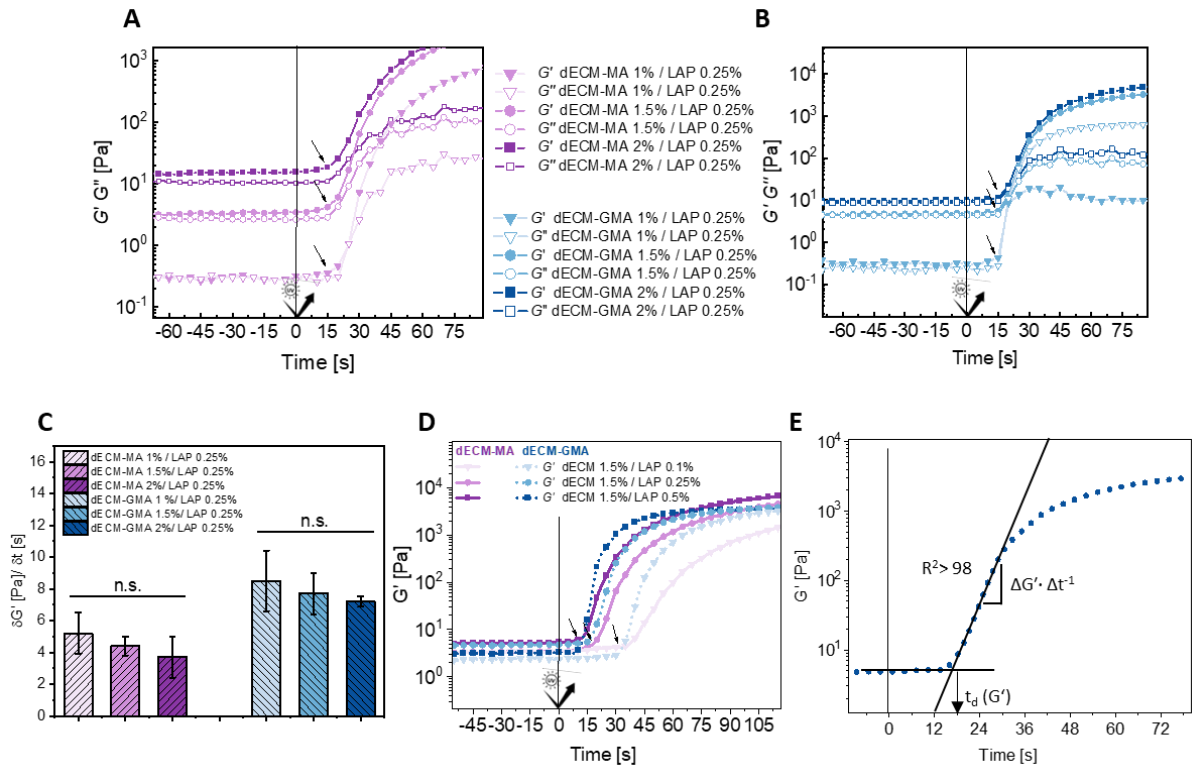 A
G' G'' [Pa]
10³
10²
10¹
10⁰
10⁻¹
-60 -45 -30 -15 0 15 30 45 60 75
Time [s]
UV
G' dECM-MA 1% / LAP 0.25%
G'' dECM-MA 1% / LAP 0.25%
G' dECM-MA 1.5% / LAP 0.25%
G'' dECM-MA 1.5% / LAP 0.25%
G' dECM-MA 2% / LAP 0.25%
G'' dECM-MA 2% / LAP 0.25%
G' dECM-GMA 1% / LAP 0.25%
G'' dECM-GMA 1% / LAP 0.25%
G' dECM-GMA 1.5% / LAP 0.25%
G'' dECM-GMA 1.5% / LAP 0.25%
G' dECM-GMA 2% / LAP 0.25%
G'' dECM-GMA 2% / LAP 0.25%
B
G' G'' [Pa]
10⁴
10³
10²
10¹
10⁰
10⁻¹
-60 -45 -30 -15 0 15 30 45 60 75
Time [s]
UV
C
δG' [Pa]/ δt [s]
16
14
12
10
8
6
4
2
0
dECM-MA 1% / LAP 0.25%
dECM-MA 1.5%/ LAP 0.25%
dECM-MA 2%/ LAP 0.25%
dECM-GMA 1 %/ LAP 0.25%
dECM-GMA 1.5%/ LAP 0.25%
dECM-GMA 2%/ LAP 0.25%
n.s.
n.s.
D
dECM-MA dECM-GMA
G' dECM 1.5%/ LAP 0.1%
G' dECM 1.5%/ LAP 0.25%
G' dECM 1.5%/ LAP 0.5%
G' [Pa]
10⁴
10³
10²
10¹
10⁰
-45 -30 -15 0 15 30 45 60 75 90 105
Time [s]
UV
E
G' [Pa]
10⁴
10³
10²
10¹
R²> 98
ΔG'· Δt⁻¹
t_d (G')
0 12 24 36 48 60 72
Time [s]